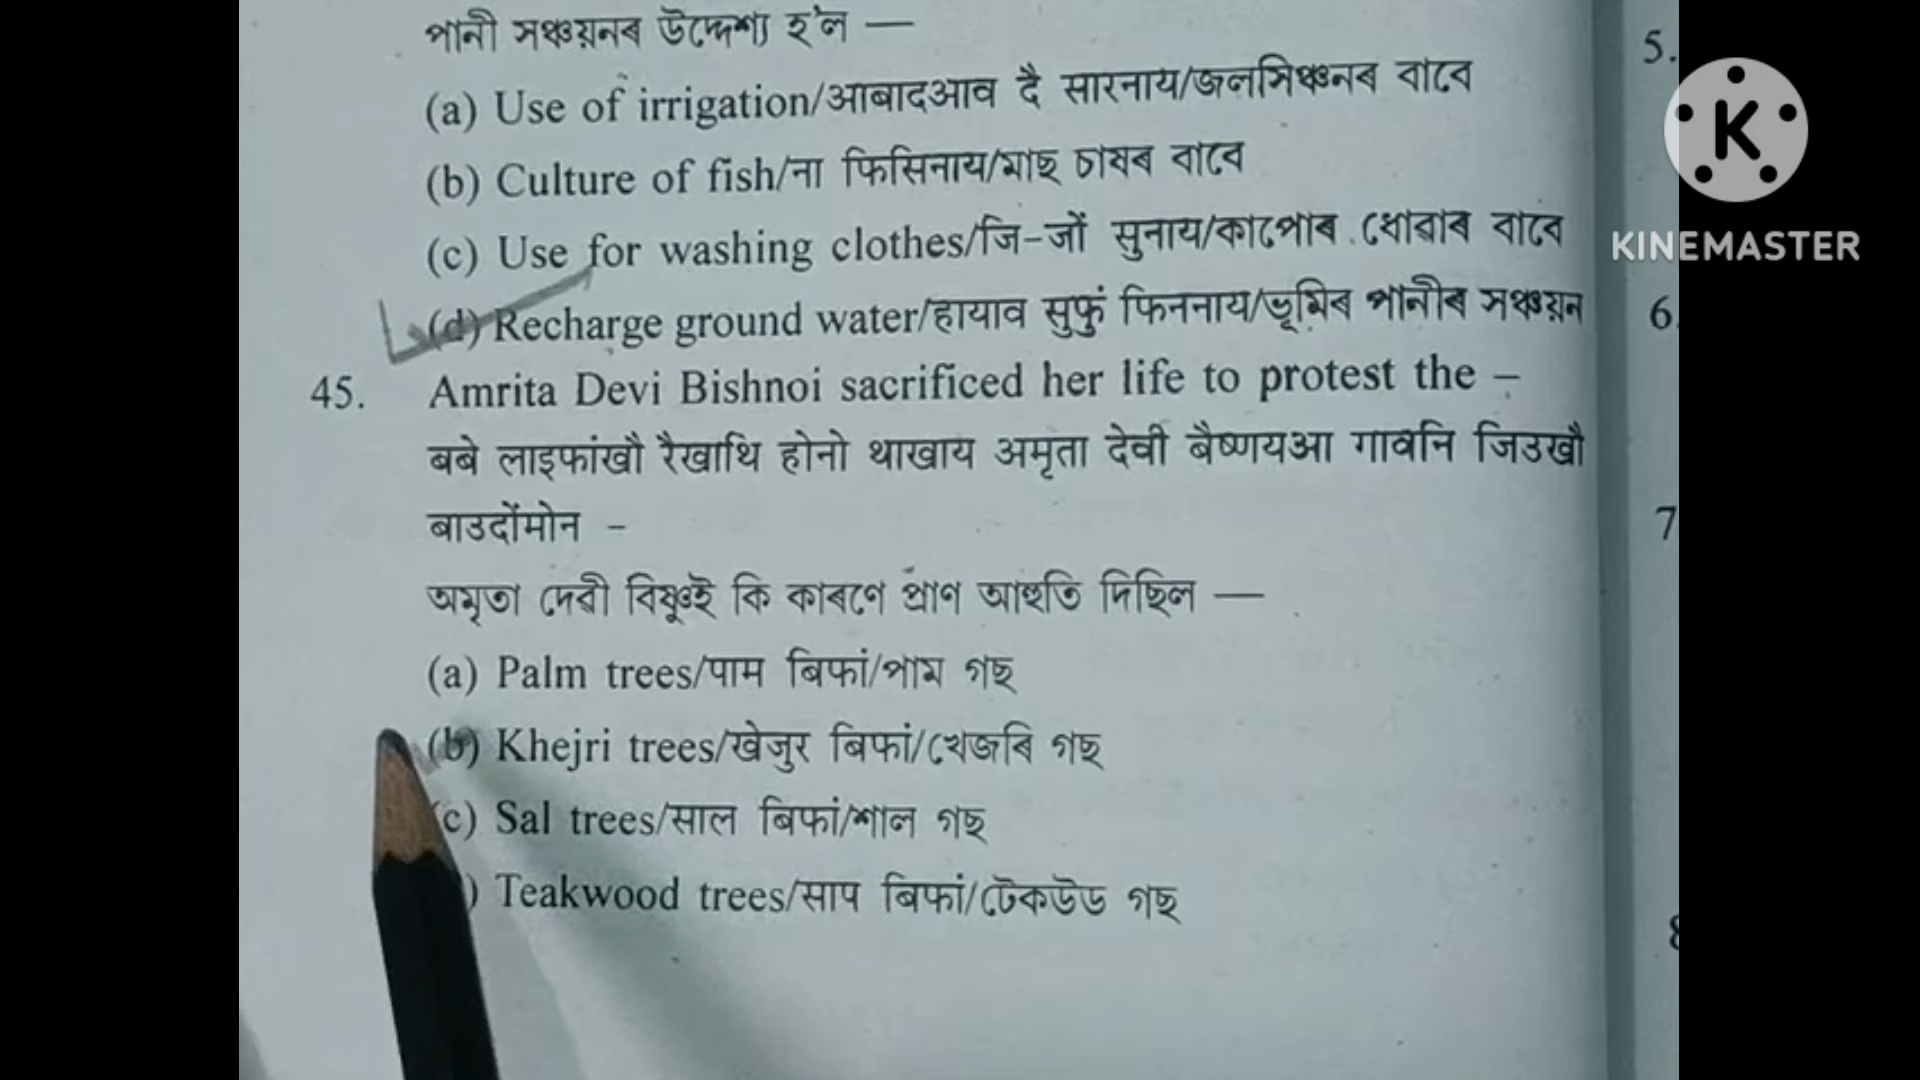 পানী সঞ্চয়নৰ উদ্দেশ্য হ'ল —
(a) Use of irrigation/आबादआव दै सारनाय/জলসিঞ্চনৰ বাবে
(b) Culture of fish/ना फिसिनाय/মাছ চাষৰ বাবে
(c) Use for washing clothes/जि-जों सुनाय/কাপোৰ ধোৱাৰ বাবে
(d) Recharge ground water/हायाव सुफुं फिननाय/ভূমিৰ পানীৰ সঞ্চয়ন
45. Amrita Devi Bishnoi sacrificed her life to protest the –
बबे लाइफांखौ रैखाथि होनो थाखाय अमृता देवी बैष्णयआ गावनि जिउखौ
बाउदोंमोन -
অমৃতা দেৱী বিষ্ণুই কি কাৰণে প্ৰাণ আহুতি দিছিল —
(a) Palm trees/पाम बिफां/পাম গছ
(b) Khejri trees/खेजुर बिफां/খেজৰি গছ
(c) Sal trees/साल बिफां/শাল গছ
) Teakwood trees/साप बिफां/টেকউড গছ
5.
6.
7
8
K
KINEMASTER